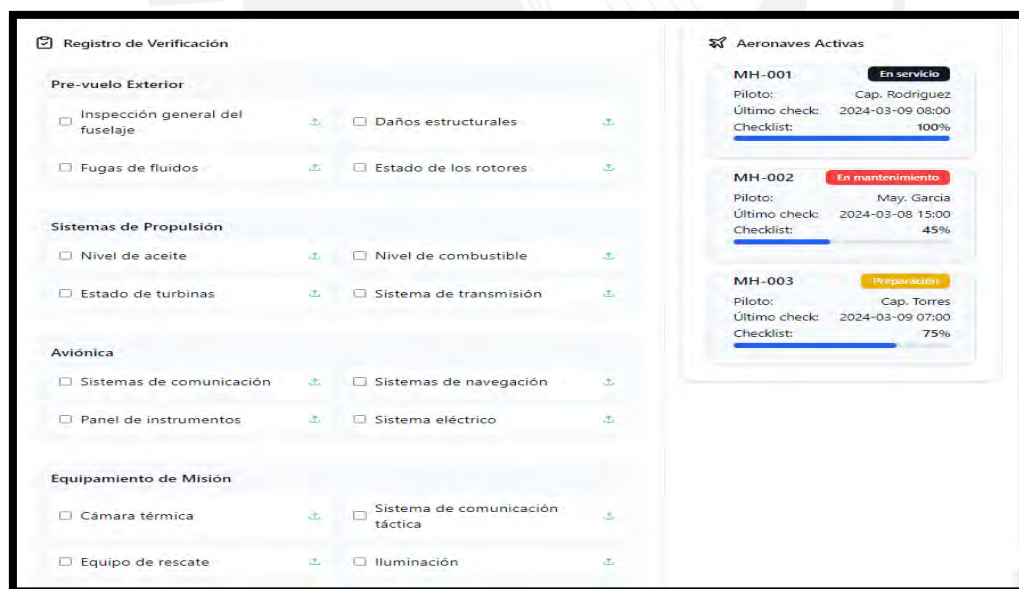 Registro de Verificación
Pre-vuelo Exterior
Inspección general del
fuselaje
Daños estructurales
Fugas de fluidos
Estado de los rotores
Sistemas de Propulsión
Nivel de aceite
Nivel de combustible
Estado de turbinas
Sistema de transmisión
Aviónica
Sistemas de comunicación
Sistemas de navegación
Panel de instrumentos
Sistema eléctrico
Equipamiento de Misión
Cámara térmica
Sistema de comunicación
táctica
Equipo de rescate
Iluminación
Aeronaves Activas
MH-001 En servicio
Piloto: Cap. Rodriguez
Último check: 2024-03-09 08:00
Checklist: 100%
MH-002 En mantenimiento
Piloto: May. Garcia
Último check: 2024-03-08 15:00
Checklist: 45%
MH-003 Preparación
Piloto: Cap. Torres
Último check: 2024-03-09 07:00
Checklist: 75%